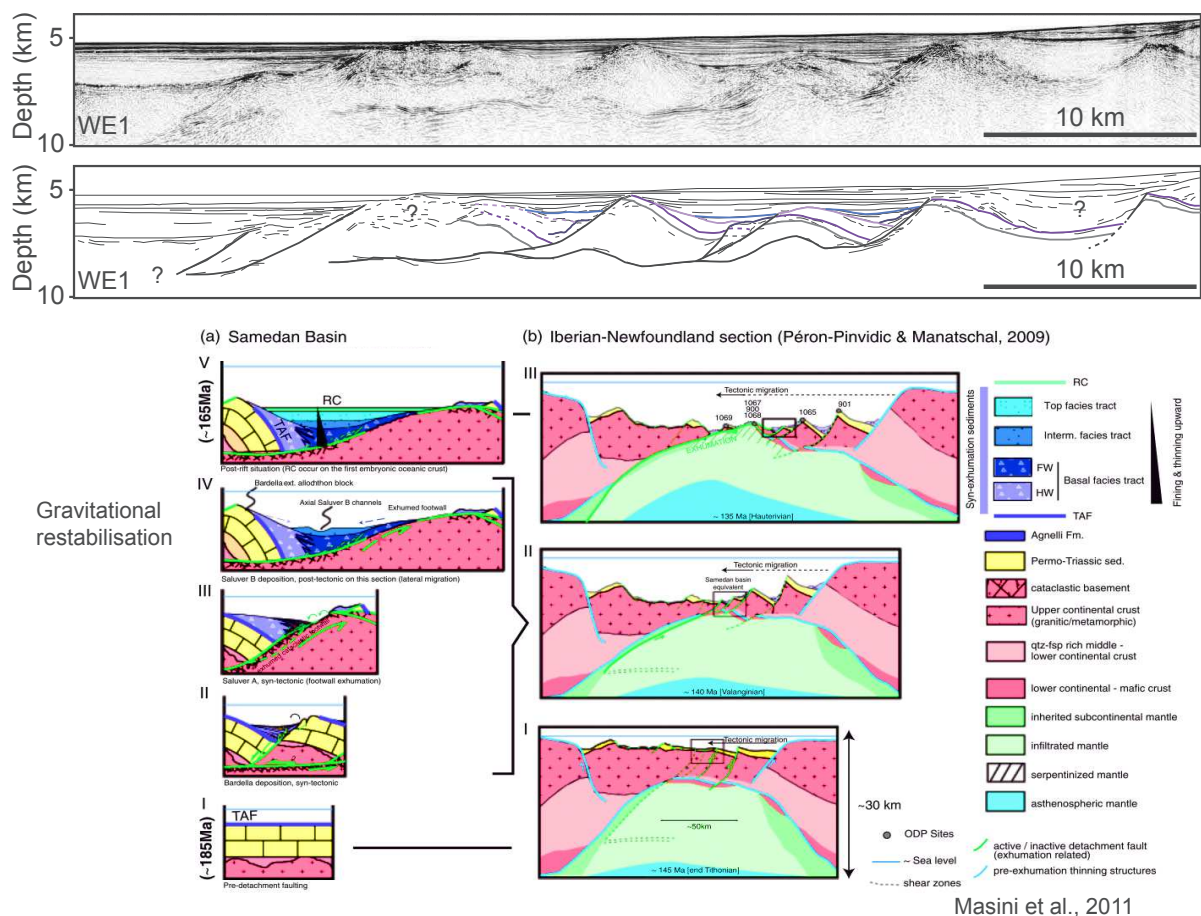 Depth (km)
5
10
WE1
10 km
Depth (km)
5
10
?
?
?
WE1
10 km
(a) Samedan Basin
(b) Iberian-Newfoundland section (Péron-Pinvidic & Manatschal, 2009)
Gravitational
restabilisation
V
(~165Ma)
RC
TAF
Post-rift situation (RC occur on the first embryonic oceanic crust)
IV
Bardella ext. allochthon block
Axial Saluver B channels
Exhumed footwall
Saluver B deposition, post-tectonic on this section (lateral migration)
III
Saluver A, syn-tectonic (footwall exhumation)
II
Bardella deposition, syn-tectonic
I
(~185Ma)
TAF
Pre-detachment faulting
III
Tectonic migration
1069
1067
900
1068
1065
901
EXHUMATION
~ 135 Ma [Hauterivian]
II
Tectonic migration
Samedan basin
equivalent
~ 140 Ma [Valanginian]
I
Tectonic migration
~50km
~ 145 Ma [end Tithonian]
~30 km
Syn-exhumation sediments
RC
Top facies tract
Interm. facies tract
FW
HW
Basal facies tract
Fining & thinning upward
TAF
Agnelli Fm.
Permo-Triassic sed.
cataclastic basement
Upper continental crust
(granitic/metamorphic)
qtz-fsp rich middle -
lower continental crust
lower continental - mafic crust
inherited subcontinental mantle
infiltrated mantle
serpentinized mantle
asthenospheric mantle
ODP Sites
~ Sea level
shear zones
active / inactive detachment fault
(exhumation related)
pre-exhumation thinning structures
Masini et al., 2011